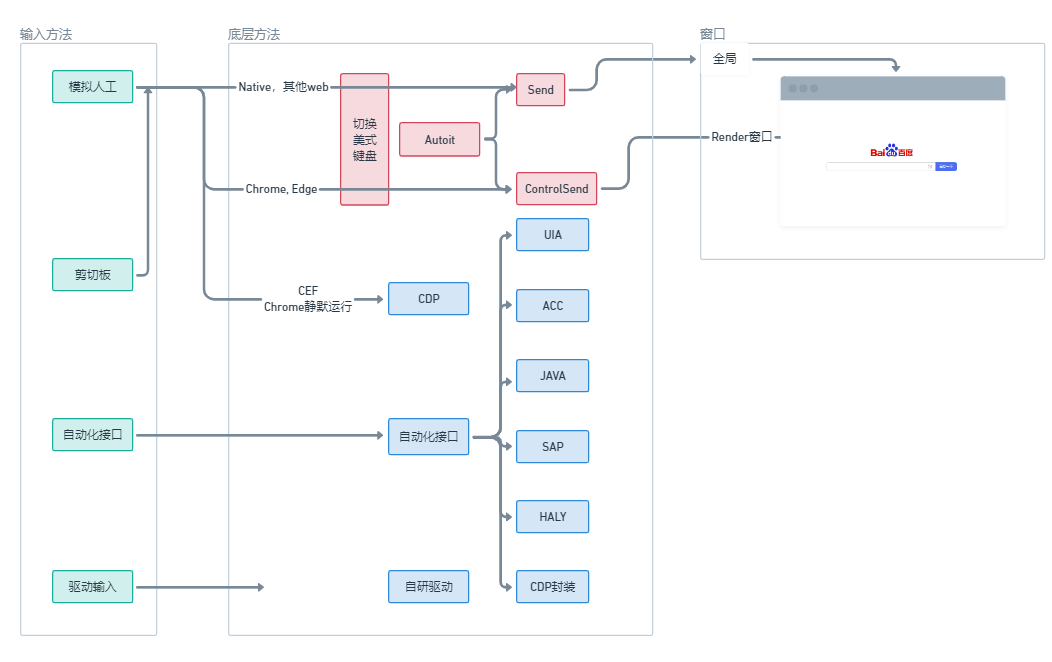 输入方法
底层方法
窗口
模拟人工
Native，其他web
切换
美式
键盘
Send
全局
Autoit
Render窗口
Bai百度
Chrome, Edge
ControlSend
UIA
剪切板
CEF
Chrome静默运行
CDP
ACC
JAVA
自动化接口
自动化接口
SAP
HALY
驱动输入
自研驱动
CDP封装